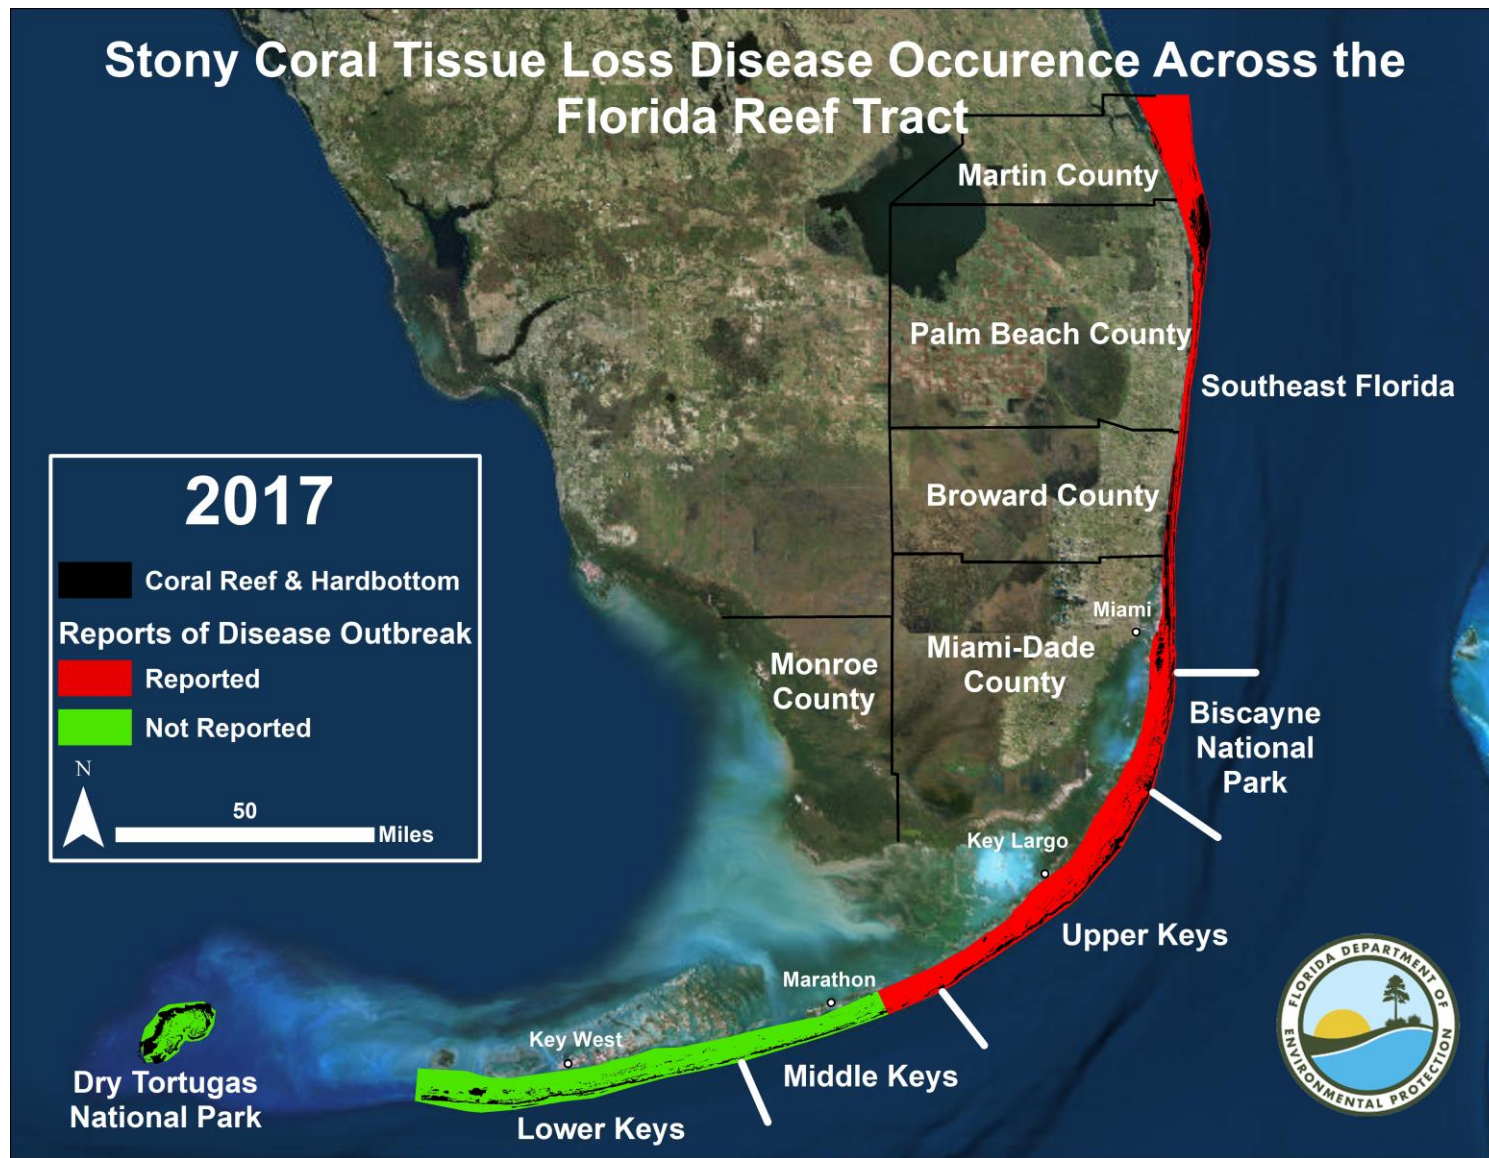 Stony Coral Tissue Loss Disease Occurence Across the
Florida Reef Tract
Martin County
Palm Beach County
Southeast Florida
Broward County
Miami
Miami-Dade
County
Monroe
County
Biscayne
National
Park
Key Largo
Upper Keys
Marathon
Middle Keys
Key West
Lower Keys
Dry Tortugas
National Park
2017
Coral Reef & Hardbottom
Reports of Disease Outbreak
Reported
Not Reported
N
50
Miles
FLORIDA DEPARTMENT OF
ENVIRONMENTAL PROTECTION